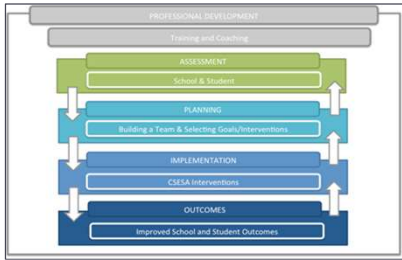 PROFESSIONAL DEVELOPMENT
Training and Coaching
ASSESSMENT
School & Student
PLANNING
Building a Team & Selecting Goals/Interventions
IMPLEMENTATION
CSESA Interventions
OUTCOMES
Improved School and Student Outcomes